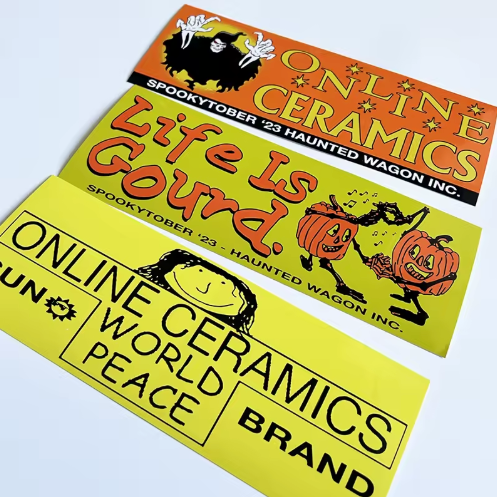 ONLINE
CERAMICS
SPOOKYTOBER '23 HAUNTED WAGON INC.
Life Is
Gourd.
SPOOKYTOBER '23 - HAUNTED WAGON INC.
ONLINE CERAMICS
SUN
WORLD
PEACE
BRAND